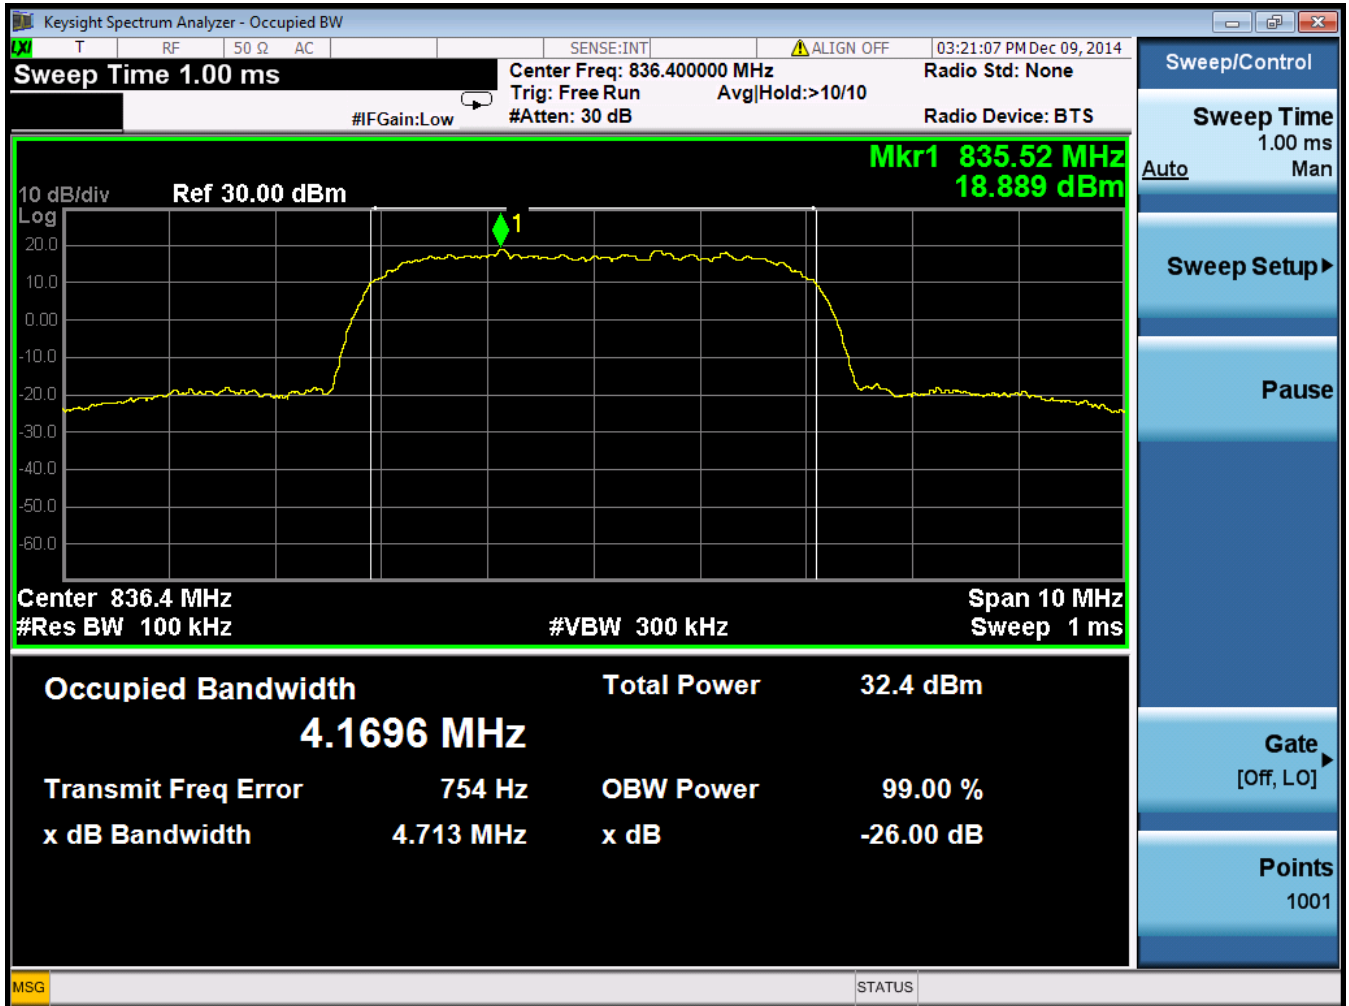 Keysight Spectrum Analyzer - Occupied BW
LXI T RF 50 Ω AC SENSE:INT ALIGN OFF 03:21:07 PM Dec 09, 2014
Sweep Time 1.00 ms
Center Freq: 836.400000 MHz
Radio Std: None
Trig: Free Run Avg|Hold:>10/10
#IFGain:Low
#Atten: 30 dB
Radio Device: BTS
Mkr1 835.52 MHz
18.889 dBm
10 dB/div Ref 30.00 dBm
Log
1
20.0
10.0
0.00
-10.0
-20.0
-30.0
-40.0
-50.0
-60.0
Center 836.4 MHz Span 10 MHz
#Res BW 100 kHz #VBW 300 kHz Sweep 1 ms
Occupied Bandwidth Total Power 32.4 dBm
4.1696 MHz
Transmit Freq Error 754 Hz OBW Power 99.00 %
x dB Bandwidth 4.713 MHz x dB -26.00 dB
Sweep/Control
Sweep Time
1.00 ms
Auto Man
Sweep Setup
Pause
Gate
[Off, LO]
Points
1001
MSG STATUS